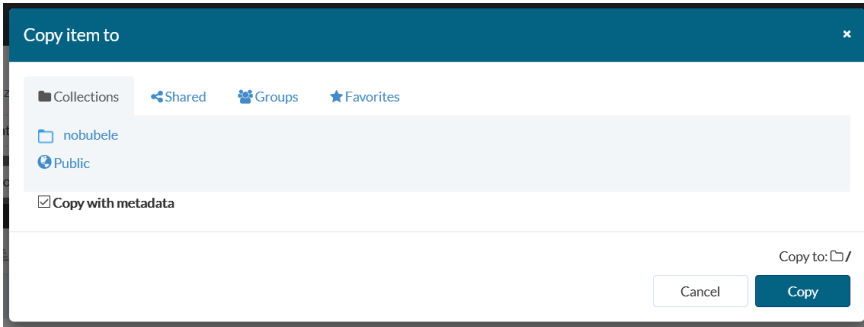 Copy item to
Collections Shared Groups Favorites
nobubele
Public
Copy with metadata
Copy to: /
Cancel Copy